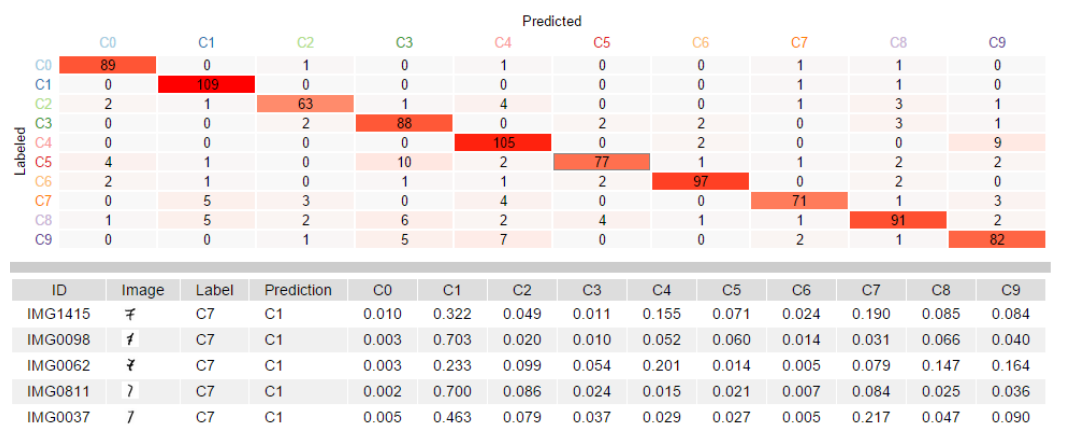 Predicted
C0 C1 C2 C3 C4 C5 C6 C7 C8 C9
Labeled
C0 89 0 1 0 1 0 0 1 1 0
C1 0 109 0 0 0 0 0 1 1 0
C2 2 1 63 1 4 0 0 1 3 1
C3 0 0 2 88 0 2 2 0 3 1
C4 0 0 0 0 105 0 2 0 0 9
C5 4 1 0 10 2 77 1 1 2 2
C6 2 1 0 1 1 2 97 0 2 0
C7 0 5 3 0 4 0 0 71 1 3
C8 1 5 2 6 2 4 1 1 91 2
C9 0 0 1 5 7 0 0 2 1 82
ID Image Label Prediction C0 C1 C2 C3 C4 C5 C6 C7 C8 C9
IMG1415 7 C7 C1 0.010 0.322 0.049 0.011 0.155 0.071 0.024 0.190 0.085 0.084
IMG0098 7 C7 C1 0.003 0.703 0.020 0.010 0.052 0.060 0.014 0.031 0.066 0.040
IMG0062 7 C7 C1 0.003 0.233 0.099 0.054 0.201 0.014 0.005 0.079 0.147 0.164
IMG0811 7 C7 C1 0.002 0.700 0.086 0.024 0.015 0.021 0.007 0.084 0.025 0.036
IMG0037 7 C7 C1 0.005 0.463 0.079 0.037 0.029 0.027 0.005 0.217 0.047 0.090